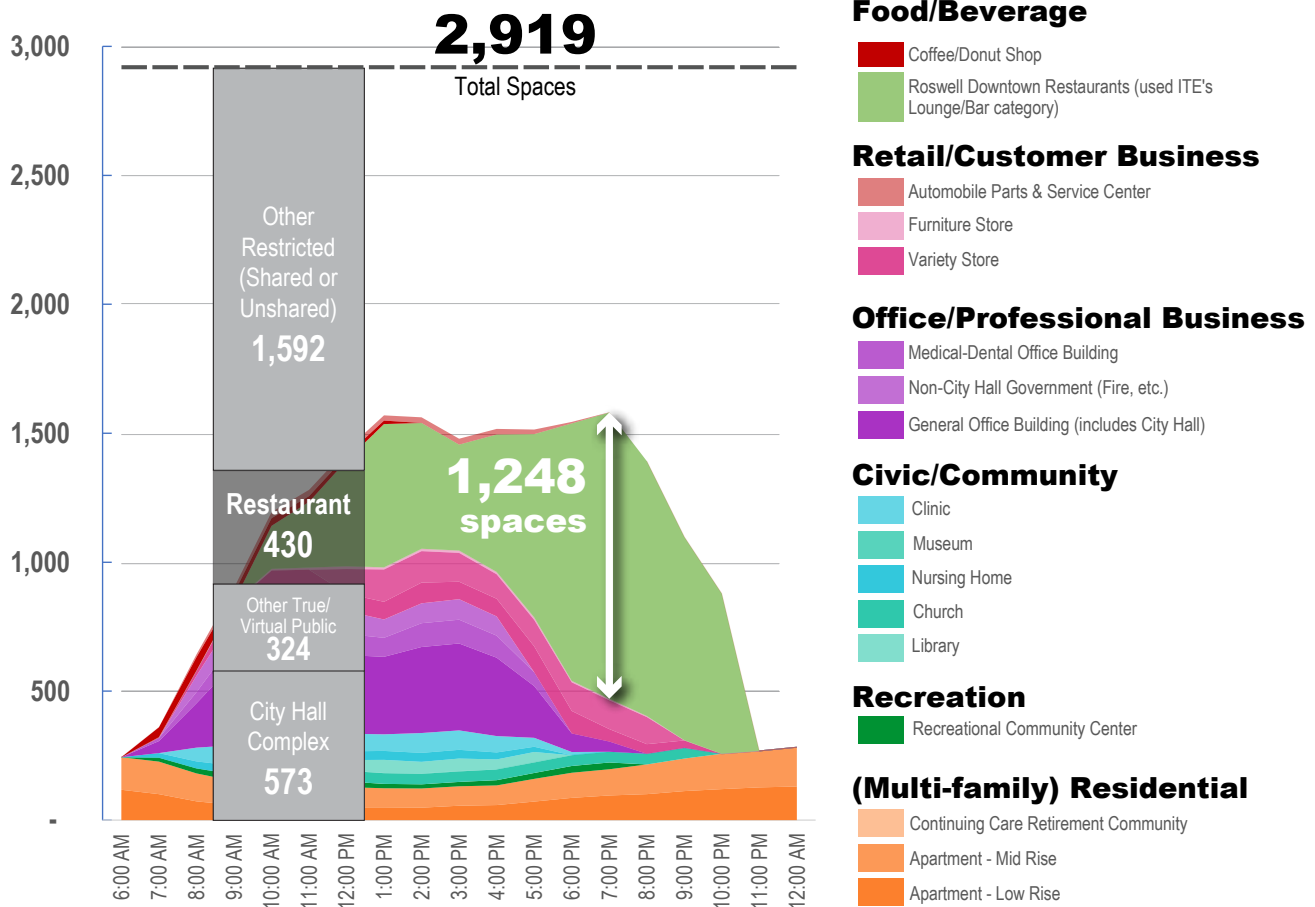 2,919
Total Spaces
3,000
2,500
2,000
1,500
1,000
500
-
Other
Restricted
(Shared or
Unshared)
1,592
Restaurant
430
Other True/
Virtual Public
324
City Hall
Complex
573
1,248
spaces
6:00 AM
7:00 AM
8:00 AM
9:00 AM
10:00 AM
11:00 AM
12:00 PM
1:00 PM
2:00 PM
3:00 PM
4:00 PM
5:00 PM
6:00 PM
7:00 PM
8:00 PM
9:00 PM
10:00 PM
11:00 PM
12:00 AM
Food/Beverage
Coffee/Donut Shop
Roswell Downtown Restaurants (used ITE's
Lounge/Bar category)
Retail/Customer Business
Automobile Parts & Service Center
Furniture Store
Variety Store
Office/Professional Business
Medical-Dental Office Building
Non-City Hall Government (Fire, etc.)
General Office Building (includes City Hall)
Civic/Community
Clinic
Museum
Nursing Home
Church
Library
Recreation
Recreational Community Center
(Multi-family) Residential
Continuing Care Retirement Community
Apartment - Mid Rise
Apartment - Low Rise